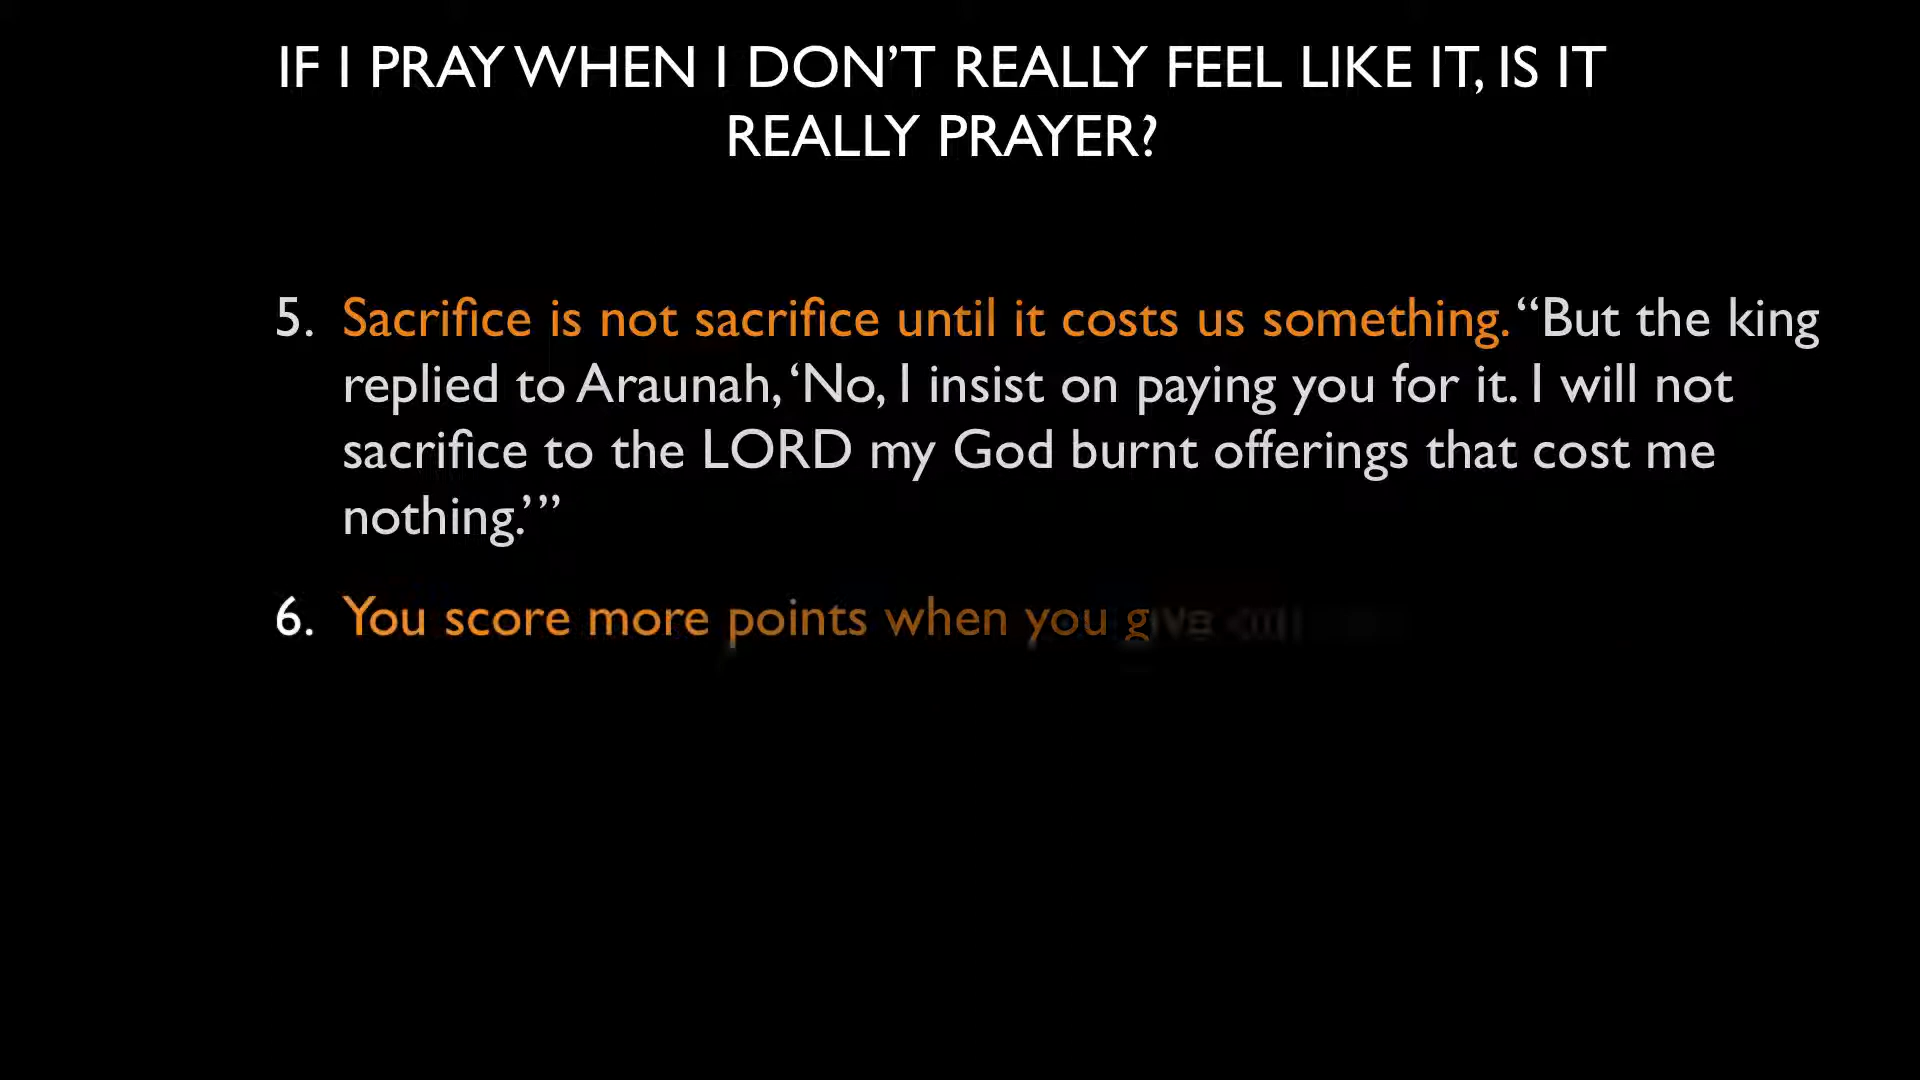 IF I PRAY WHEN I DON’T REALLY FEEL LIKE IT, IS IT
REALLY PRAYER?
5. Sacrifice is not sacrifice until it costs us something. “But the king
replied to Araunah, ‘No, I insist on paying you for it. I will not
sacrifice to the LORD my God burnt offerings that cost me
nothing.’”
6. You score more points when you give